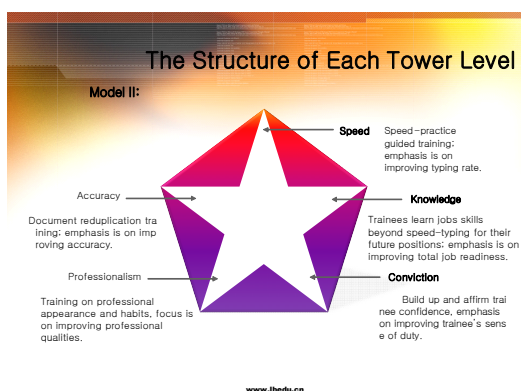 The Structure of Each Tower Level
Model II:
Speed
Speed-practice
guided training;
emphasis is on
improving typing rate.
Accuracy
Document reduplication tra
ining; emphasis is on imp
roving accuracy.
Knowledge
Trainees learn jobs skills
beyond speed-typing for their
future positions; emphasis is on
improving total job readiness.
Professionalism
Training on professional
appearance and habits, focus is
on improving professional
qualities.
Conviction
Build up and affirm trai
nee confidence, emphasis
on improving trainee's sens
e of duty.
www.lhedu.cn